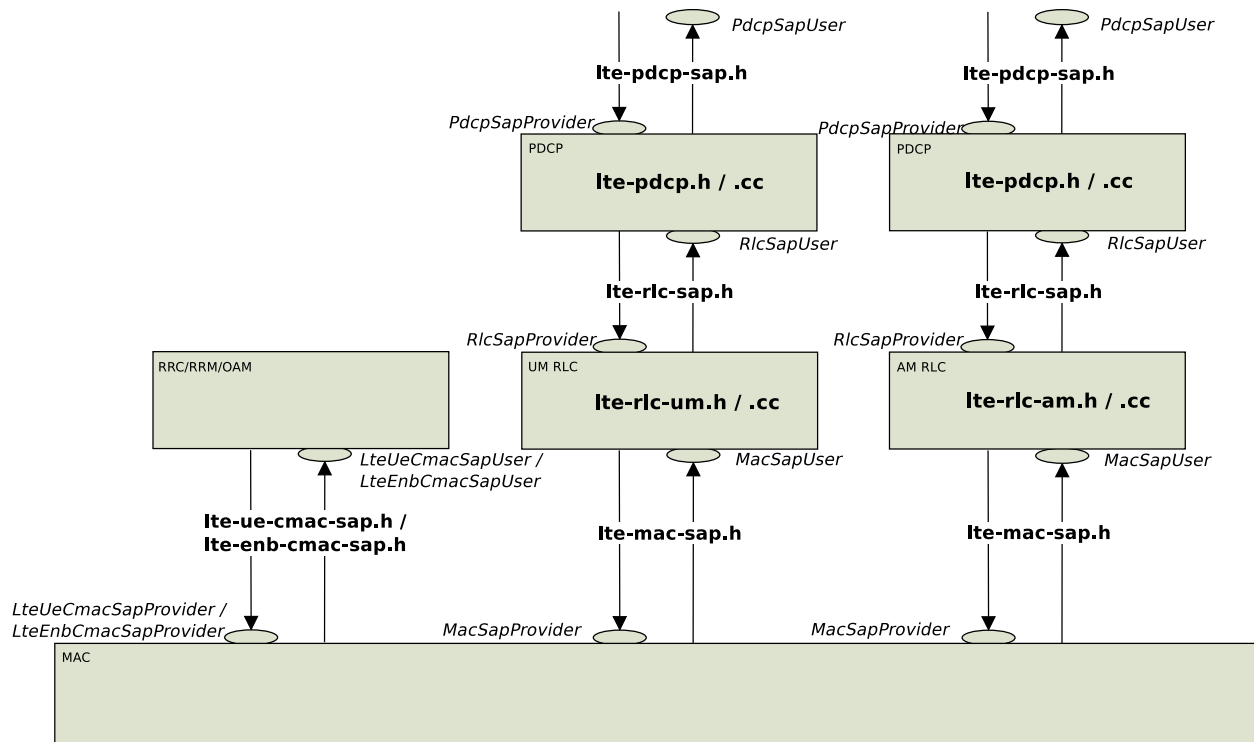 PdcpSapUser
PdcpSapUser
lte-pdcp-sap.h
lte-pdcp-sap.h
PdcpSapProvider
PdcpSapProvider
PDCP
PDCP
lte-pdcp.h / .cc
lte-pdcp.h / .cc
RlcSapUser
RlcSapUser
lte-rlc-sap.h
lte-rlc-sap.h
RlcSapProvider
RlcSapProvider
RRC/RRM/OAM
UM RLC
AM RLC
lte-rlc-um.h / .cc
lte-rlc-am.h / .cc
LteUeCmacSapUser /
LteEnbCmacSapUser
MacSapUser
MacSapUser
lte-ue-cmac-sap.h /
lte-enb-cmac-sap.h
lte-mac-sap.h
lte-mac-sap.h
LteUeCmacSapProvider /
LteEnbCmacSapProvider
MacSapProvider
MacSapProvider
MAC